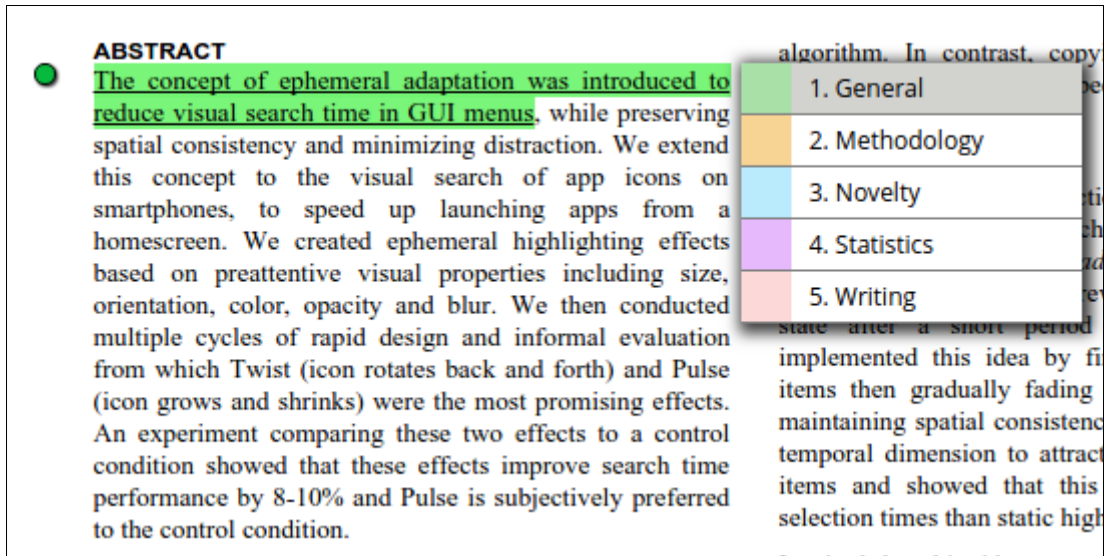 ABSTRACT
The concept of ephemeral adaptation was introduced to
reduce visual search time in GUI menus, while preserving
spatial consistency and minimizing distraction. We extend
this concept to the visual search of app icons on
smartphones, to speed up launching apps from a
homescreen. We created ephemeral highlighting effects
based on preattentive visual properties including size,
orientation, color, opacity and blur. We then conducted
multiple cycles of rapid design and informal evaluation
from which Twist (icon rotates back and forth) and Pulse
(icon grows and shrinks) were the most promising effects.
An experiment comparing these two effects to a control
condition showed that these effects improve search time
performance by 8-10% and Pulse is subjectively preferred
to the control condition.
algorithm. In contrast,
1. General
2. Methodology
3. Novelty
4. Statistics
5. Writing
state after a short period
implemented this idea by
items then gradually fading
maintaining spatial
temporal dimension to
items and showed that this
selection times than static